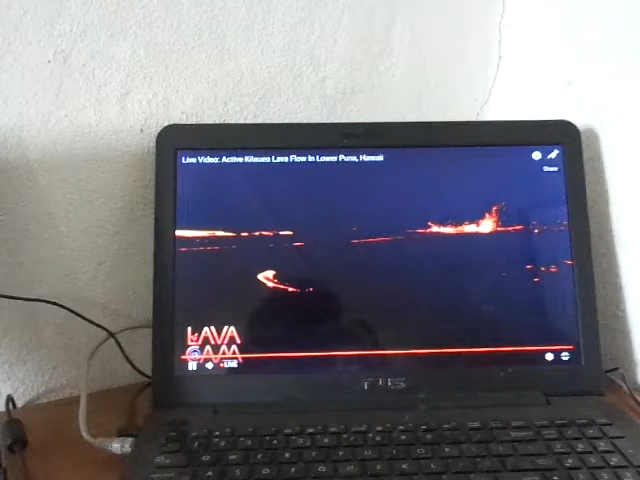 Live Video: Active Kilauea Lava Flow In Lower Puna, Hawaii
Share
LAVA
CAM
LIVE